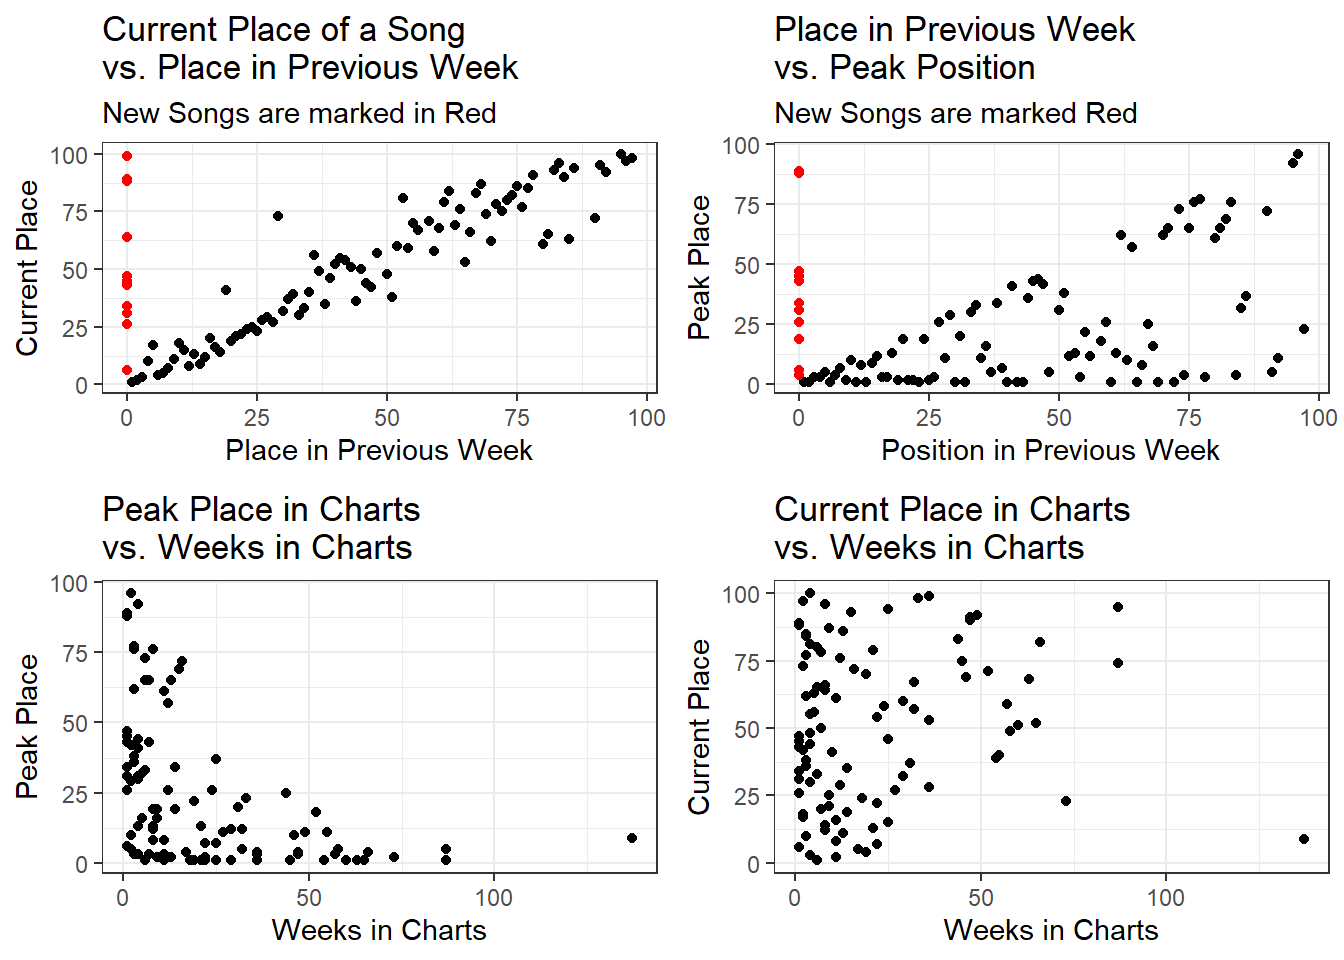 Current Place of a Song
vs. Place in Previous Week
New Songs are marked in Red
100
75
50
25
0
Current Place
0 25 50 75 100
Place in Previous Week
Place in Previous Week
vs. Peak Position
New Songs are marked Red
100
75
50
25
0
Peak Place
0 25 50 75 100
Position in Previous Week
Peak Place in Charts
vs. Weeks in Charts
100
75
50
25
0
Peak Place
0 50 100
Weeks in Charts
Current Place in Charts
vs. Weeks in Charts
100
75
50
25
0
Current Place
0 50 100
Weeks in Charts